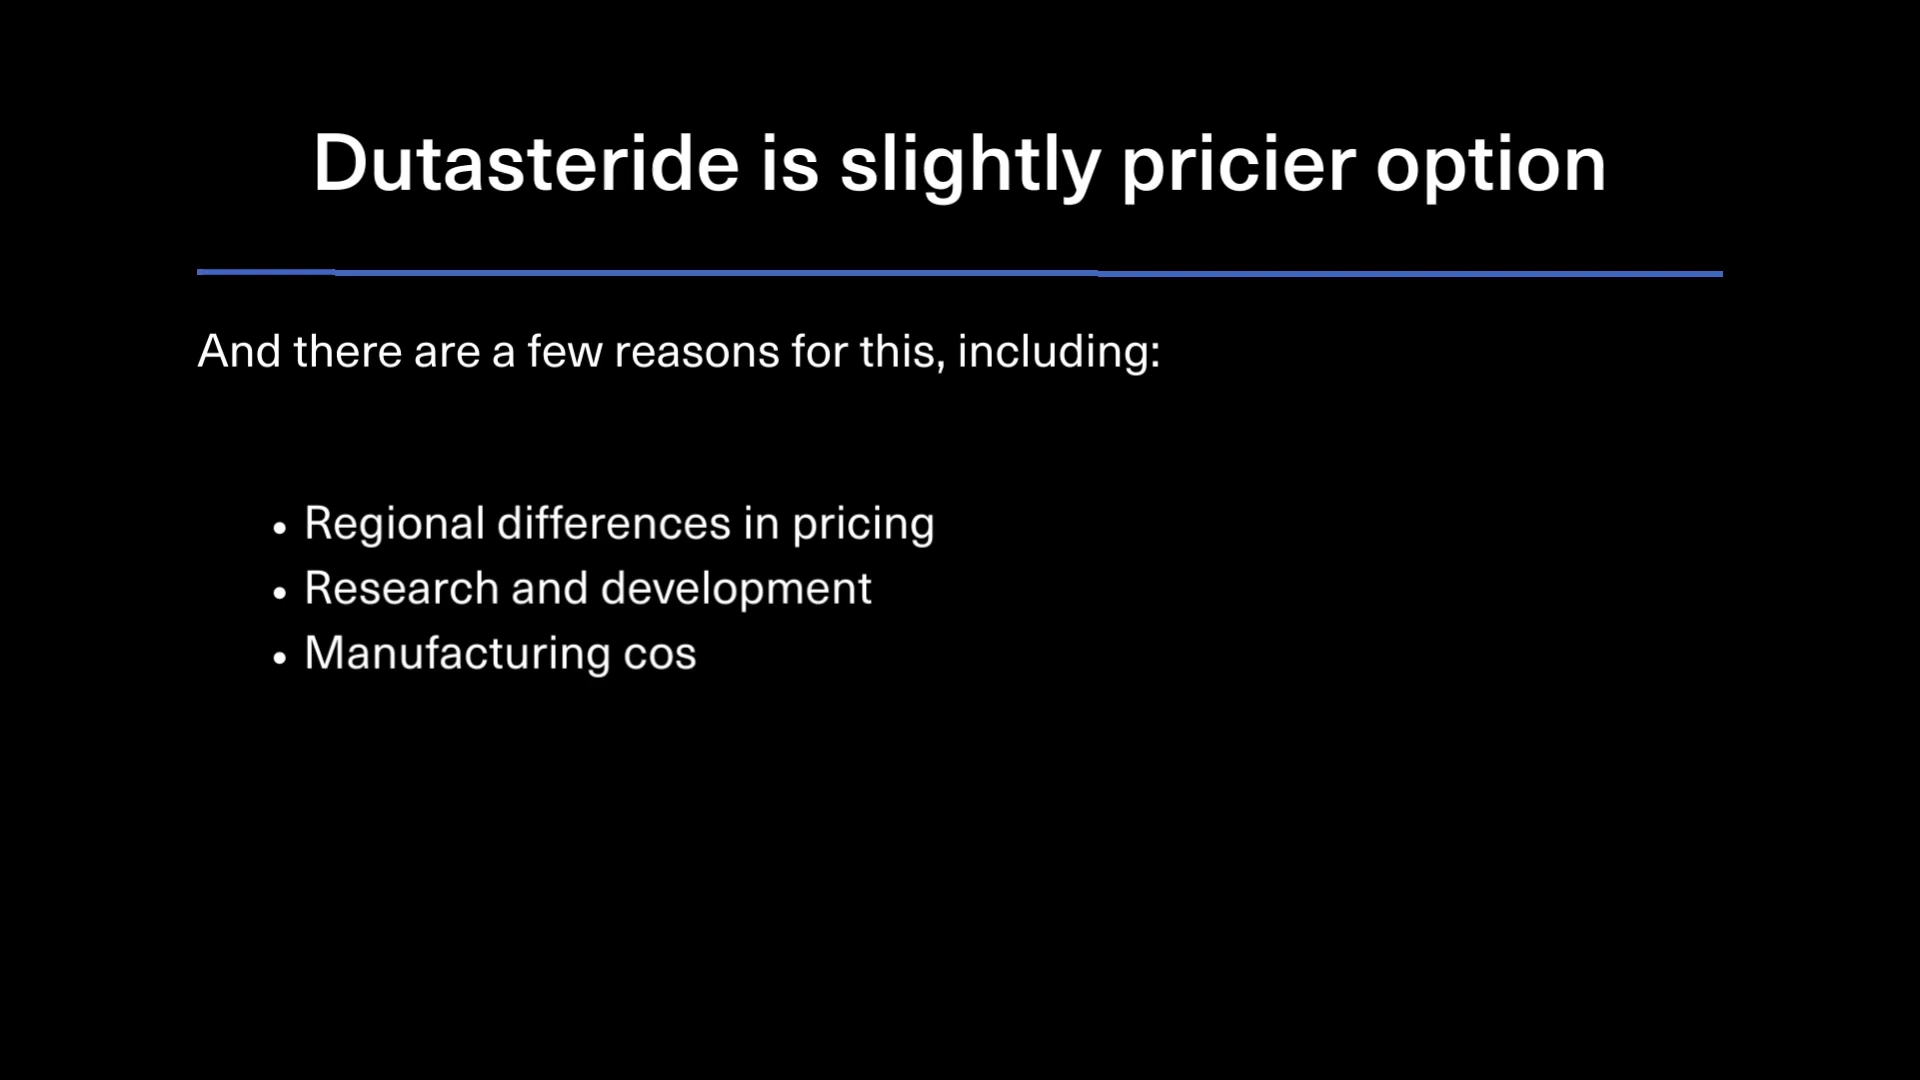 Dutasteride is slightly pricier option
And there are a few reasons for this, including:
• Regional differences in pricing
• Research and development
• Manufacturing cos